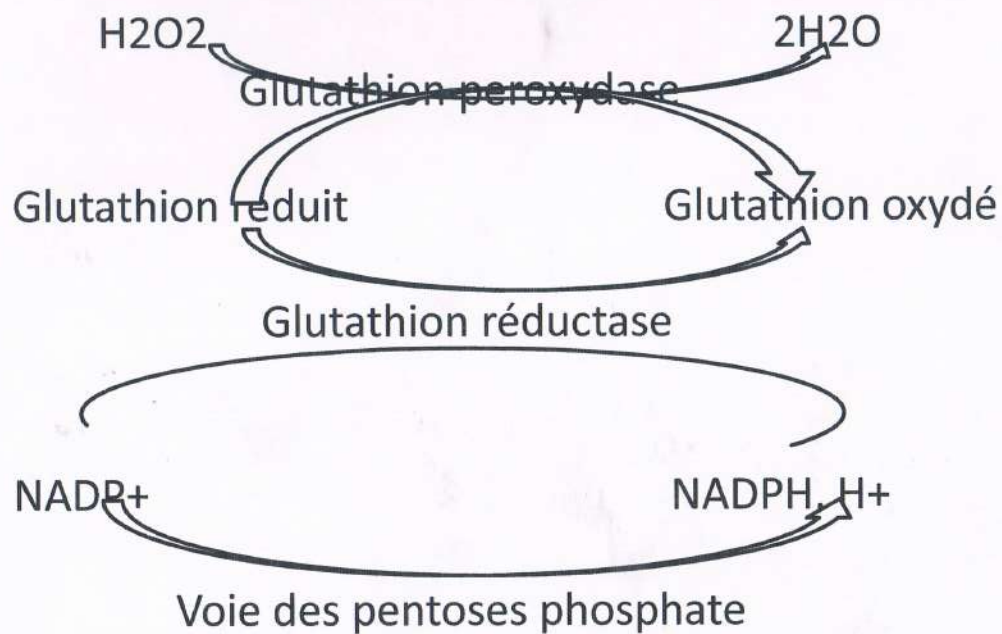 H2O2 2H2O
Glutathion peroxydase
Glutathion réduit Glutathion oxydé
Glutathion réductase
NADP+ NADPH, H+
Voie des pentoses phosphate